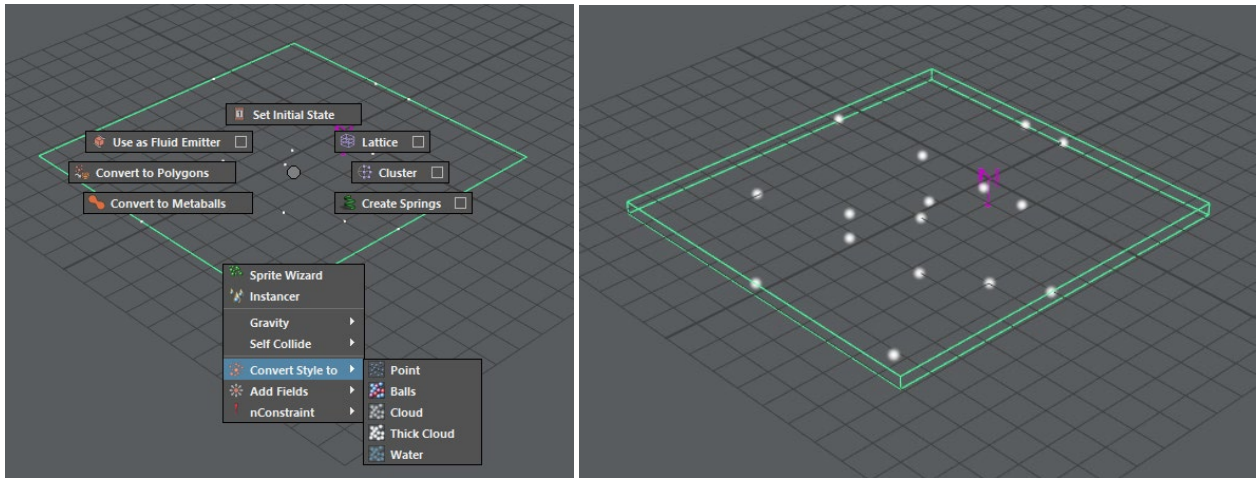 Set Initial State
Use as Fluid Emitter
Lattice
Convert to Polygons
Cluster
Convert to Metaballs
Create Springs
Sprite Wizard
Instancer
Gravity
Self Collide
Convert Style to
Point
Add Fields
Balls
nConstraint
Cloud
Thick Cloud
Water